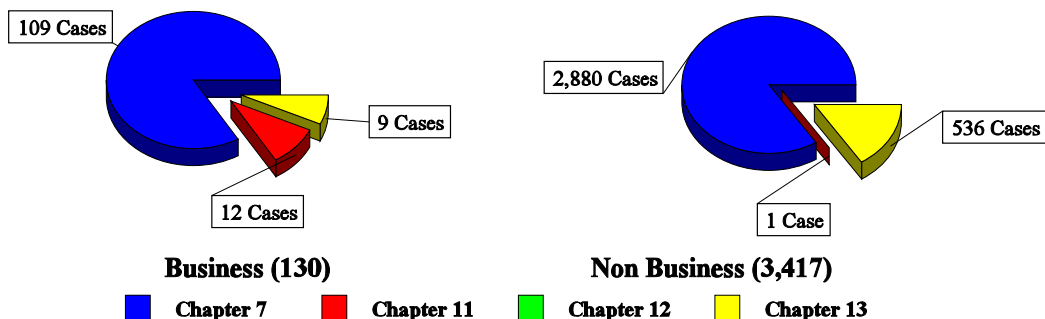 109 Cases
9 Cases
12 Cases
2,880 Cases
536 Cases
1 Case
Business (130)
Non Business (3,417)
Chapter 7
Chapter 11
Chapter 12
Chapter 13